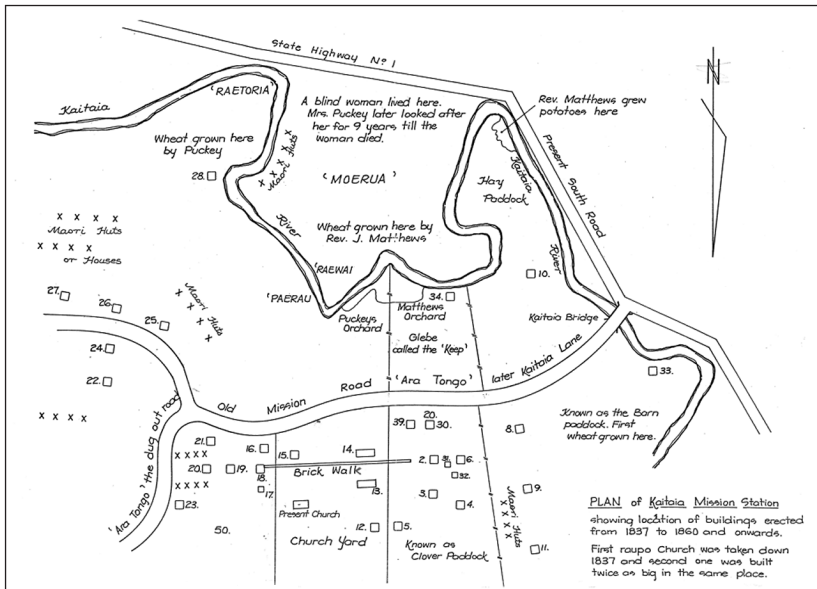 State Highway Nº 1
N
Kaitaia
'RAETORIA'
A blind woman lived here.
Mrs. Puckey later looked after
her for 9 years till the
woman died.
Rev. Matthews grew
potatoes here
Wheat grown here
by Puckey
28.
x x x x
Maori Huts
'MOERUA'
Hay
Paddock
Kaitaia
River
Present South Road
River
Wheat grown here by
Rev. J. Matthews
x x x x
Maori Huts
x x x x
or Houses
'RAEWAI
'PAERAU'
10.
27.
26.
25.
x x x x
Maori Huts
Puckeys
Orchard
34.
Matthews
Orchard
Kaitaia Bridge
Glebe
called the 'Keep'
24.
22.
33.
Old Mission Road 'Ara Tongo' later Kaitaia Lane
'Ara Tongo' the dug out road
x x x x
Known as the Barn
paddock. First
wheat grown here.
20.
39.
30.
8.
21.
x x x x
16.
15.
14.
20.
19.
18.
Brick Walk
2.
31.
6.
32.
x x x x
17.
13.
3.
4.
9.
23.
Present Church
Maori Huts
x x x x
50.
12.
5.
Church Yard
Known as
Clover Paddock
11.
PLAN of Kaitaia Mission Station
showing location of buildings erected
from 1837 to 1860 and onwards.
First raupo Church was taken down
1837 and second one was built
twice as big in the same place.